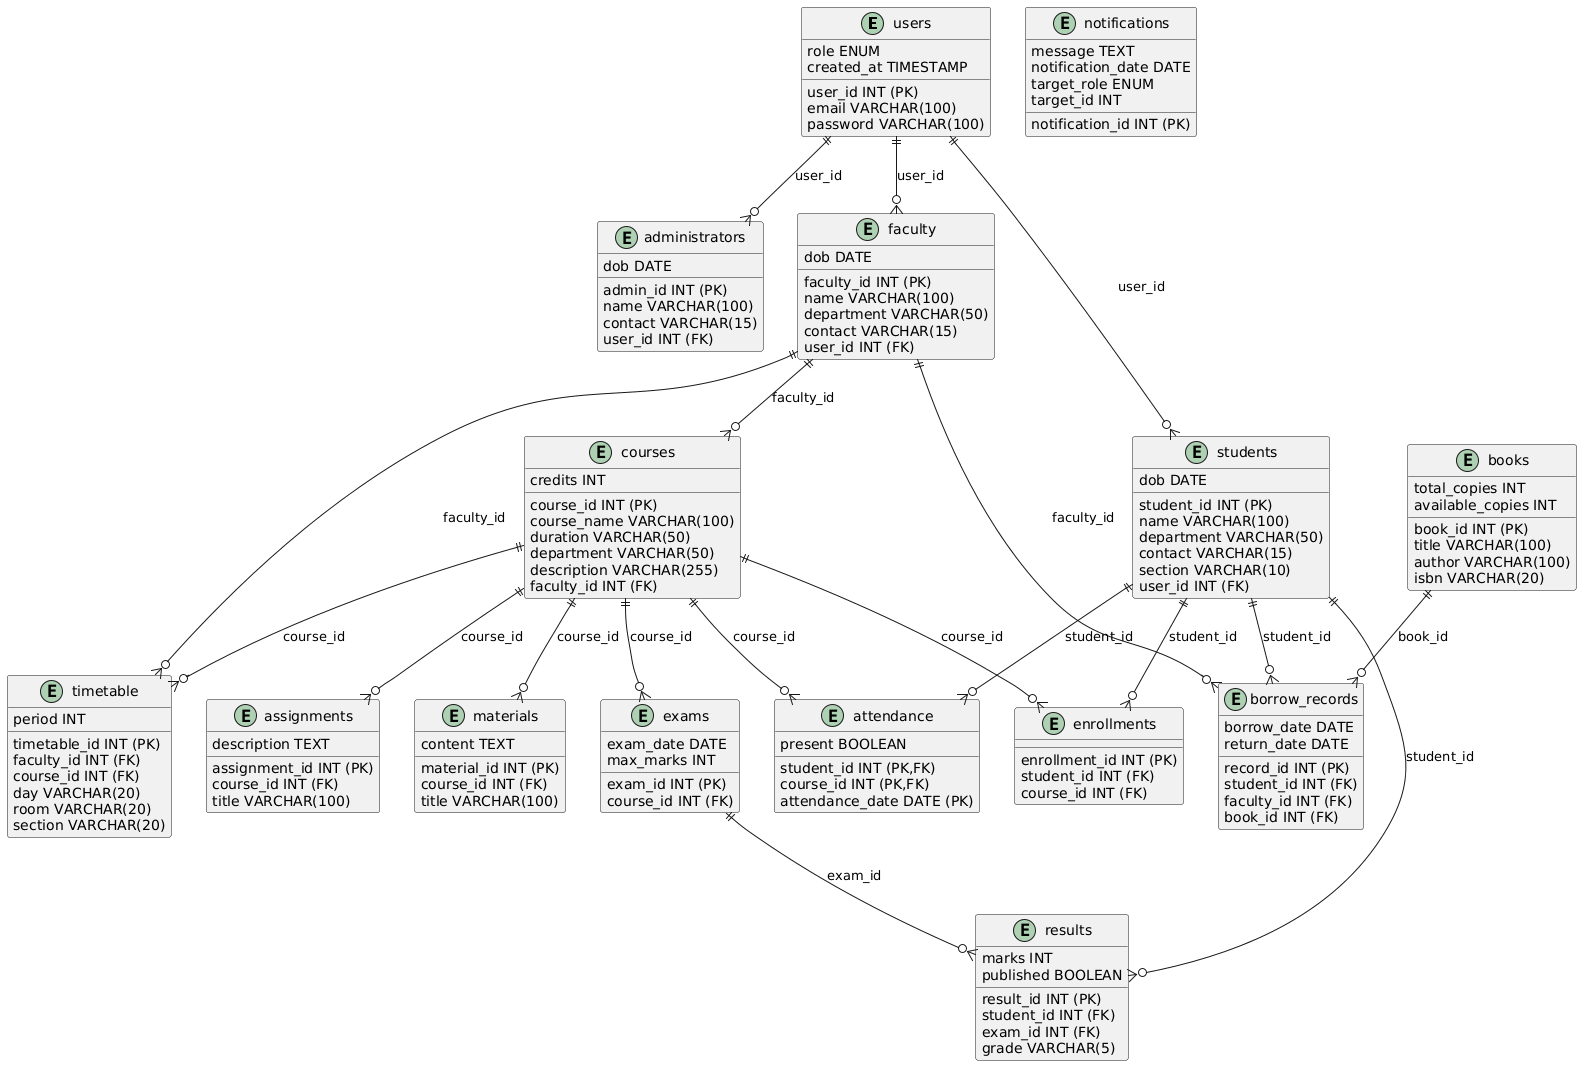 E users
role ENUM
created_at TIMESTAMP
user_id INT (PK)
email VARCHAR(100)
password VARCHAR(100)
E notifications
message TEXT
notification_date DATE
target_role ENUM
target_id INT
notification_id INT (PK)
user_id
user_id
user_id
E administrators
dob DATE
admin_id INT (PK)
name VARCHAR(100)
contact VARCHAR(15)
user_id INT (FK)
E faculty
dob DATE
faculty_id INT (PK)
name VARCHAR(100)
department VARCHAR(50)
contact VARCHAR(15)
user_id INT (FK)
faculty_id
faculty_id
faculty_id
E courses
credits INT
course_id INT (PK)
course_name VARCHAR(100)
duration VARCHAR(50)
department VARCHAR(50)
description VARCHAR(255)
faculty_id INT (FK)
E students
dob DATE
student_id INT (PK)
name VARCHAR(100)
department VARCHAR(50)
contact VARCHAR(15)
section VARCHAR(10)
user_id INT (FK)
E books
total_copies INT
available_copies INT
book_id INT (PK)
title VARCHAR(100)
author VARCHAR(100)
isbn VARCHAR(20)
course_id
course_id
course_id
course_id
course_id
course_id
student_id
student_id
student_id
book_id
student_id
E timetable
period INT
timetable_id INT (PK)
faculty_id INT (FK)
course_id INT (FK)
day VARCHAR(20)
room VARCHAR(20)
section VARCHAR(20)
E assignments
description TEXT
assignment_id INT (PK)
course_id INT (FK)
title VARCHAR(100)
E materials
content TEXT
material_id INT (PK)
course_id INT (FK)
title VARCHAR(100)
E exams
exam_date DATE
max_marks INT
exam_id INT (PK)
course_id INT (FK)
E attendance
present BOOLEAN
student_id INT (PK,FK)
course_id INT (PK,FK)
attendance_date DATE (PK)
E enrollments
enrollment_id INT (PK)
student_id INT (FK)
course_id INT (FK)
E borrow_records
borrow_date DATE
return_date DATE
record_id INT (PK)
student_id INT (FK)
faculty_id INT (FK)
book_id INT (FK)
exam_id
E results
marks INT
published BOOLEAN
result_id INT (PK)
student_id INT (FK)
exam_id INT (FK)
grade VARCHAR(5)